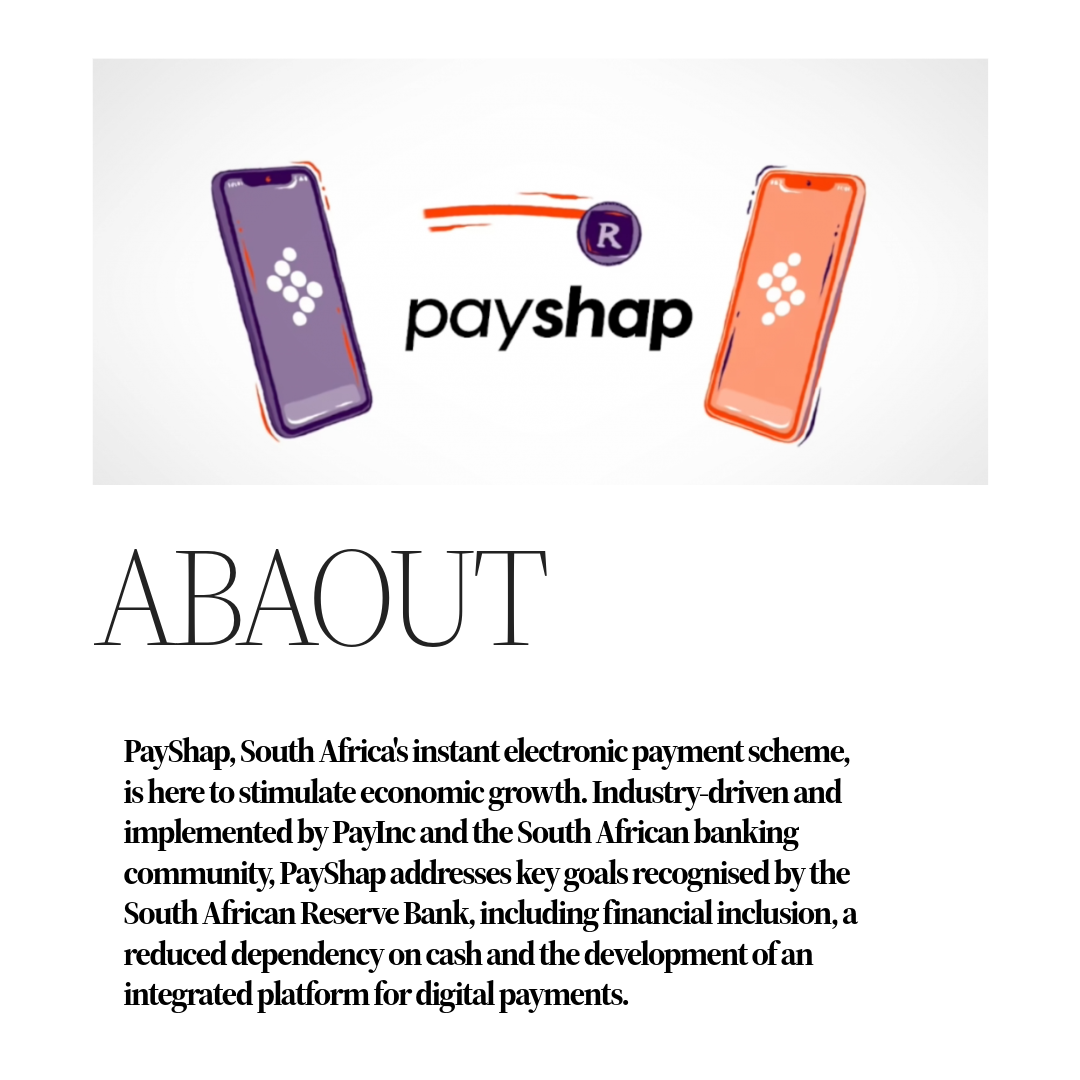 R
payshap
ABAOUT
PayShap, South Africa's instant electronic payment scheme,
is here to stimulate economic growth. Industry-driven and
implemented by PayInc and the South African banking
community, PayShap addresses key goals recognised by the
South African Reserve Bank, including financial inclusion, a
reduced dependency on cash and the development of an
integrated platform for digital payments.